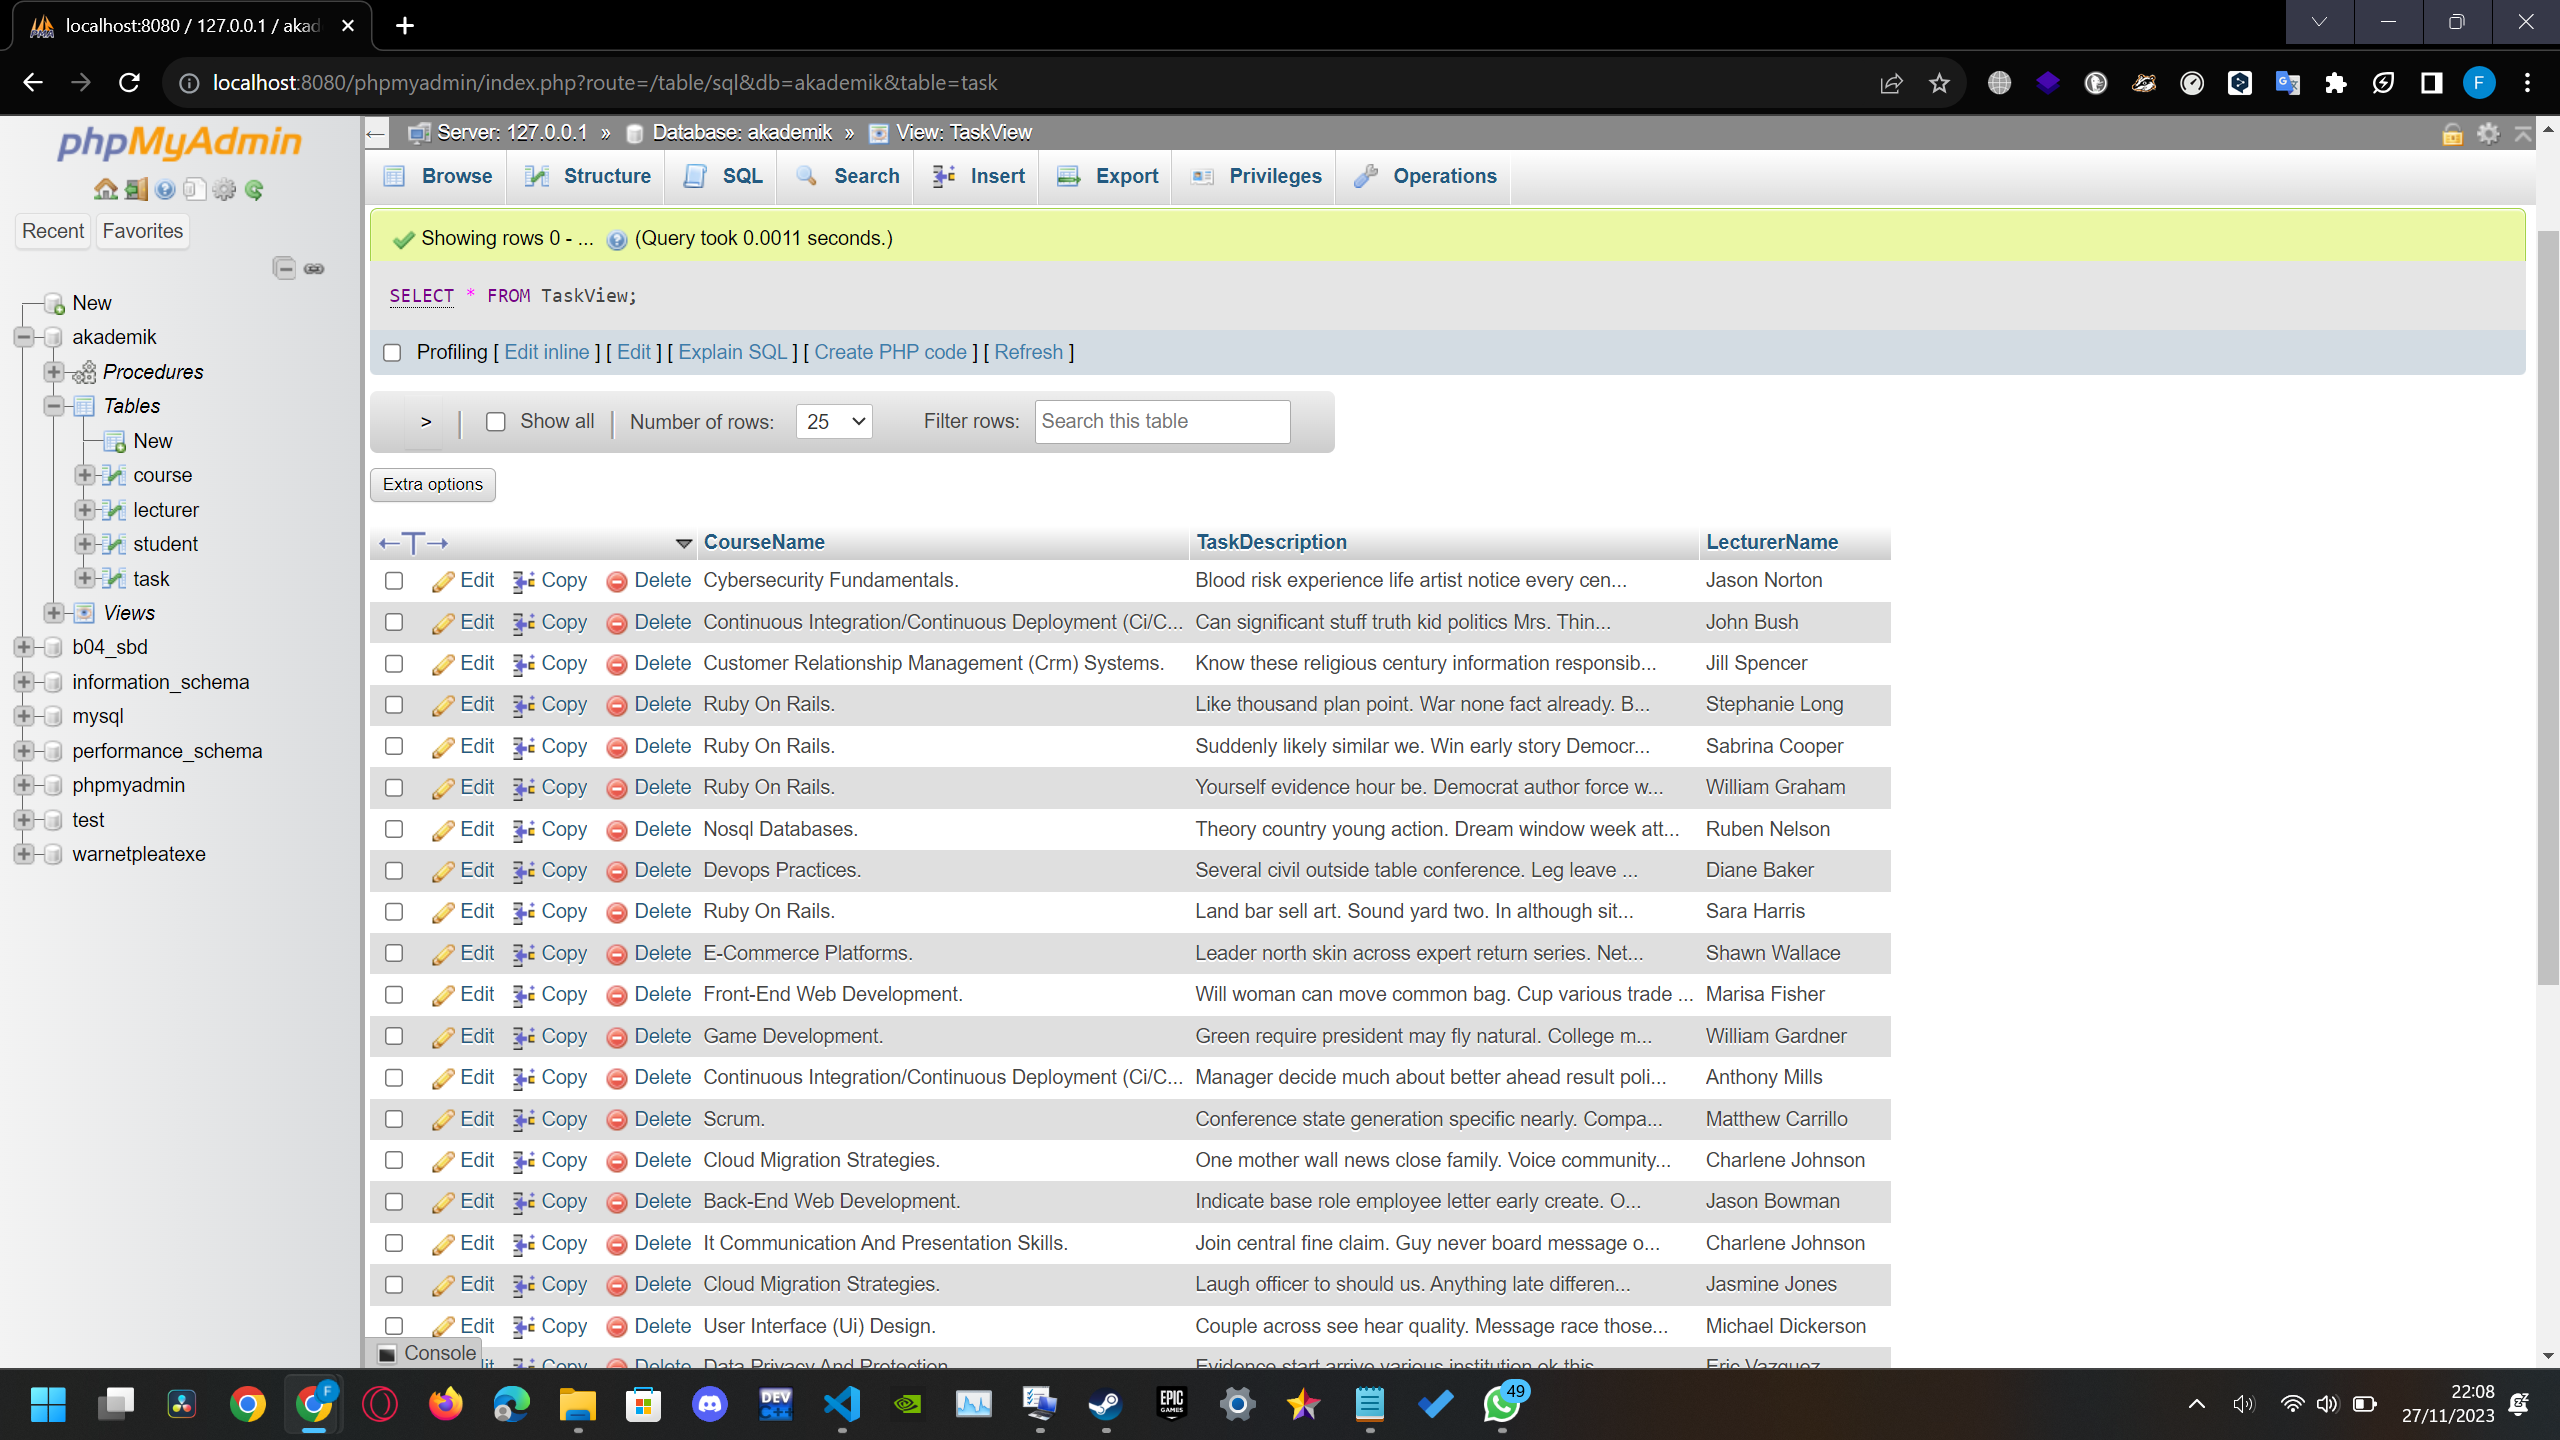 localhost:8080 / 127.0.0.1 / akad
localhost:8080/phpmyadmin/index.php?route=/table/sql&db=akademik&table=task
F
phpMyAdmin
Recent Favorites
New
akademik
Procedures
Tables
New
course
lecturer
student
task
Views
b04_sbd
information_schema
mysql
performance_schema
phpmyadmin
test
warnetpleatexe
Server: 127.0.0.1 » Database: akademik » View: TaskView
Browse Structure SQL Search Insert Export Privileges Operations
Showing rows 0 - ... (Query took 0.0011 seconds.)
SELECT * FROM TaskView;
Profiling [ Edit inline ] [ Edit ] [ Explain SQL ] [ Create PHP code ] [ Refresh ]
> | Show all | Number of rows: 25 Filter rows: Search this table
Extra options
CourseName TaskDescription LecturerName
Edit Copy Delete Cybersecurity Fundamentals. Blood risk experience life artist notice every cen... Jason Norton
Edit Copy Delete Continuous Integration/Continuous Deployment (Ci/C... Can significant stuff truth kid politics Mrs. Thin... John Bush
Edit Copy Delete Customer Relationship Management (Crm) Systems. Know these religious century information responsib... Jill Spencer
Edit Copy Delete Ruby On Rails. Like thousand plan point. War none fact already. B... Stephanie Long
Edit Copy Delete Ruby On Rails. Suddenly likely similar we. Win early story Democr... Sabrina Cooper
Edit Copy Delete Ruby On Rails. Yourself evidence hour be. Democrat author force w... William Graham
Edit Copy Delete Nosql Databases. Theory country young action. Dream window week att... Ruben Nelson
Edit Copy Delete Devops Practices. Several civil outside table conference. Leg leave ... Diane Baker
Edit Copy Delete Ruby On Rails. Land bar sell art. Sound yard two. In although sit... Sara Harris
Edit Copy Delete E-Commerce Platforms. Leader north skin across expert return series. Net... Shawn Wallace
Edit Copy Delete Front-End Web Development. Will woman can move common bag. Cup various trade ... Marisa Fisher
Edit Copy Delete Game Development. Green require president may fly natural. College m... William Gardner
Edit Copy Delete Continuous Integration/Continuous Deployment (Ci/C... Manager decide much about better ahead result poli... Anthony Mills
Edit Copy Delete Scrum. Conference state generation specific nearly. Compa... Matthew Carrillo
Edit Copy Delete Cloud Migration Strategies. One mother wall news close family. Voice community... Charlene Johnson
Edit Copy Delete Back-End Web Development. Indicate base role employee letter early create. O... Jason Bowman
Edit Copy Delete It Communication And Presentation Skills. Join central fine claim. Guy never board message o... Charlene Johnson
Edit Copy Delete Cloud Migration Strategies. Laugh officer to should us. Anything late differen... Jasmine Jones
Edit Copy Delete User Interface (Ui) Design. Couple across see hear quality. Message race those... Michael Dickerson
Copy Delete Data Privacy And Protection. Evidence start arrive various institution ok this Eric Vazquez
Console
F
DEV C++
EPIC GAMES
49
22:08
27/11/2023